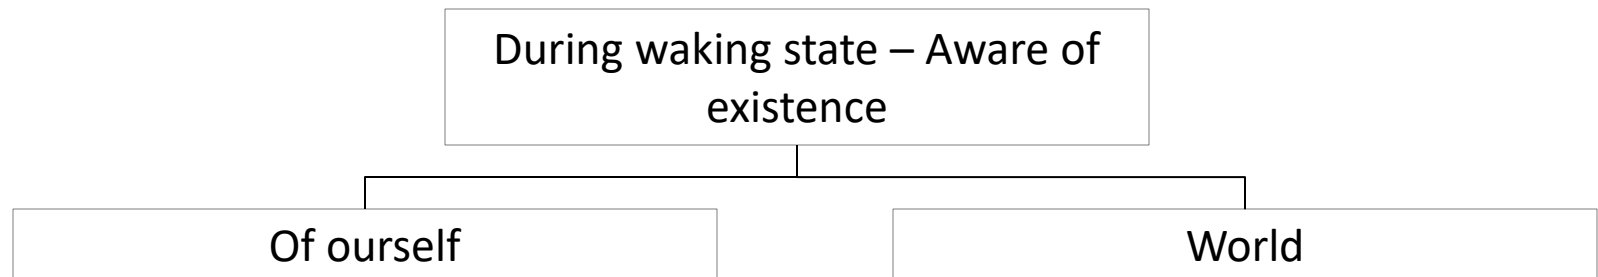 During waking state – Aware of
existence
Of ourself
World